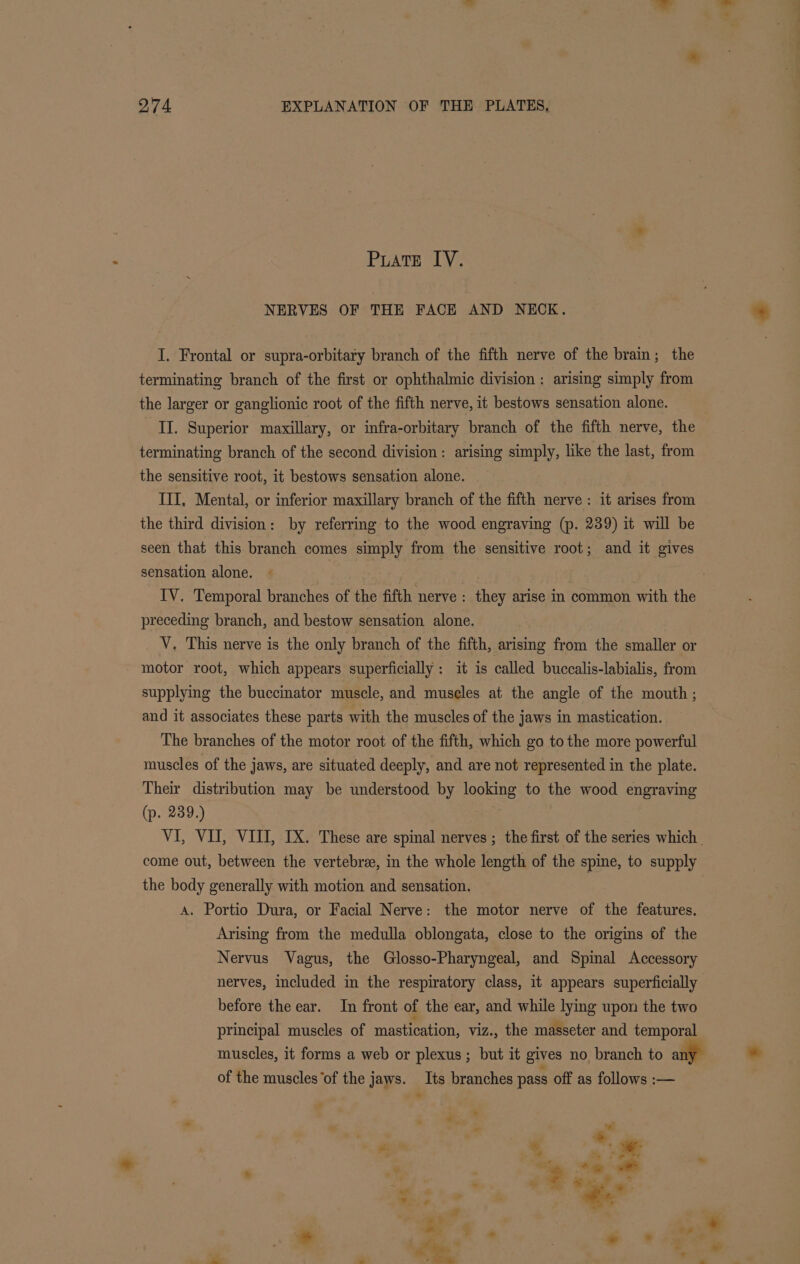 274 EXPLANATION OF THE PLATES.
PLATE IV.
NERVES OF THE FACE AND NECK.
I. Frontal or supra-orbitary branch of the fifth nerve of the brain; the
terminating branch of the first or ophthalmic division: arising simply from
the larger or ganglionic root of the fifth nerve, it bestows sensation alone.
II. Superior maxillary, or infra-orbitary branch of the fifth nerve, the
terminating branch of the second division: arising simply, like the last, from
the sensitive root, it bestows sensation alone.
III. Mental, or inferior maxillary branch of the fifth nerve: it arises from
the third division: by referring to the wood engraving (p. 239) it will be
seen that this branch comes simply from the sensitive root; and it gives
sensation alone.
IV. Temporal branches of the fifth nerve: they arise in common with the
preceding branch, and bestow sensation alone.
V. This nerve is the only branch of the fifth, arising from the smaller or
motor root, which appears superficially: it is called buccalis-labialis, from
supplying the buccinator muscle, and muscles at the angle of the mouth;
and it associates these parts with the muscles of the jaws in mastication.
The branches of the motor root of the fifth, which go to the more powerful
muscles of the jaws, are situated deeply, and are not represented in the plate.
Their distribution may be understood by looking to the wood engraving
(p. 239.)
VI, VII, VIII, IX. These are spinal nerves; the first of the series which
come out, between the vertebræ, in the whole length of the spine, to supply
the body generally with motion and sensation.
A. Portio Dura, or Facial Nerve: the motor nerve of the features.
Arising from the medulla oblongata, close to the origins of the
Nervus Vagus, the Glosso-Pharyngeal, and Spinal Accessory
nerves, included in the respiratory class, it appears superficially
before the ear. In front of the ear, and while lying upon the two
principal muscles of mastication, viz., the masseter and temporal
muscles, it forms a web or plexus; but it gives no branch to any
of the muscles of the jaws. Its branches pass off as follows:—